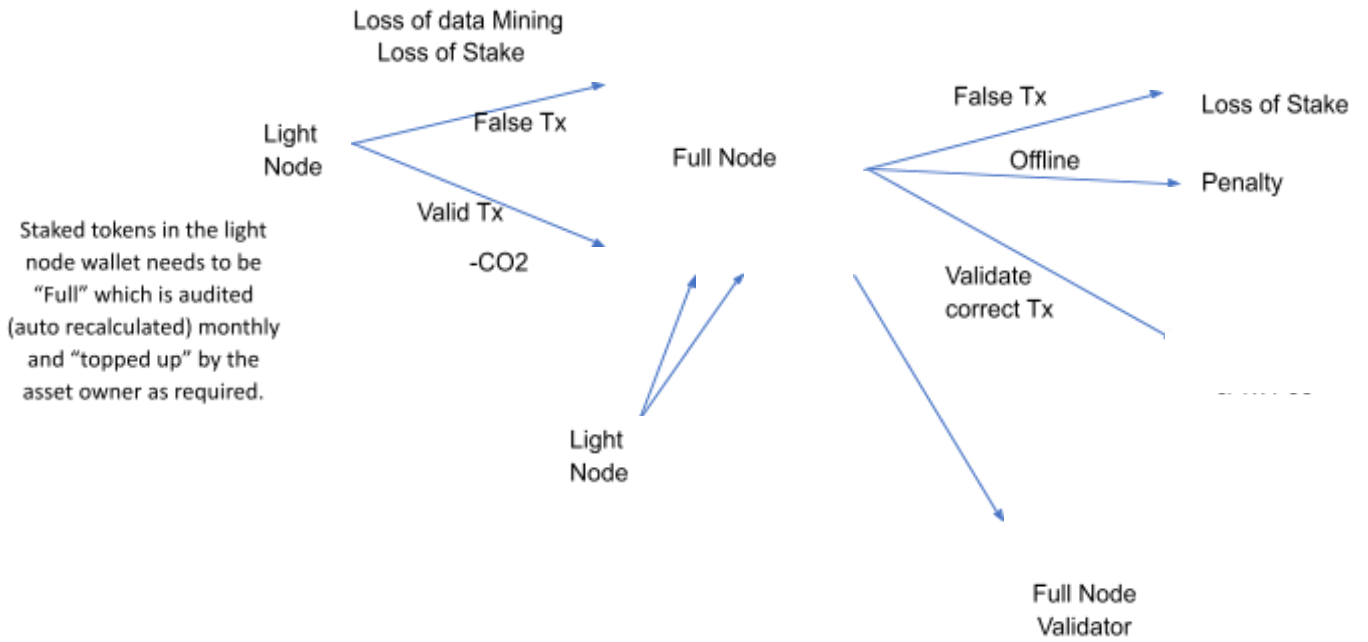 Loss of data Mining
Loss of Stake
False Tx
Light
Node
Valid Tx
-CO2
Staked tokens in the light
node wallet needs to be
“Full” which is audited
(auto recalculated) monthly
and “topped up” by the
asset owner as required.
Full Node
Light
Node
False Tx
Loss of Stake
Offline
Penalty
Validate
correct Tx
Full Node
Validator